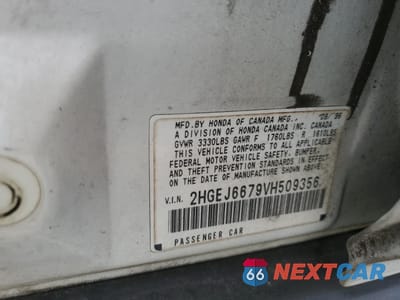 MFD.BY HONDA OF CANADA MFG., 08/96
A DIVISION OF HONDA CANADA INC. CANADA
GVWR 3330LBS GAWR F 1760LBS R 1610LBS
THIS VEHICLE CONFORMS TO ALL APPLICABLE
FEDERAL MOTOR VEHICLE SAFETY, BUMPER,
AND THEFT PREVENTION STANDARDS IN EFFECT
ON THE DATE OF MANUFACTURE SHOWN ABOVE.
V.I.N. 2HGEJ6679VH509356
PASSENGER CAR
66 NEXTCAR